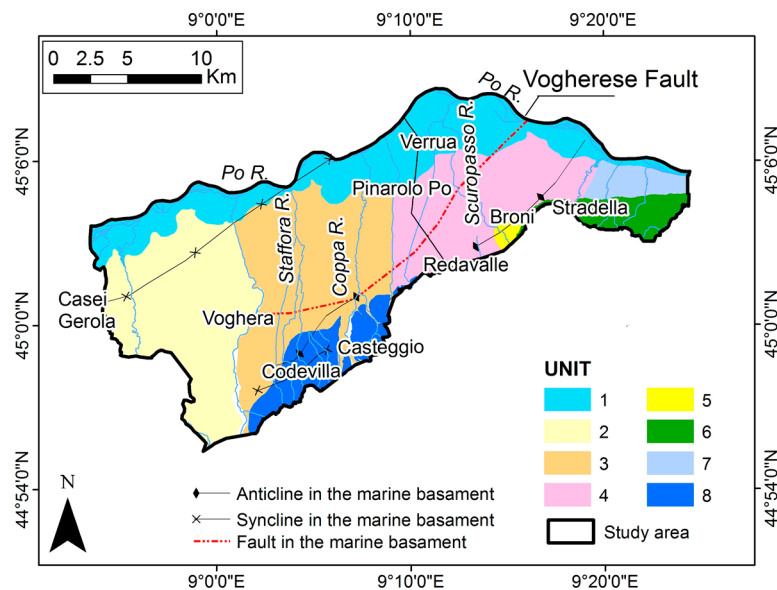 9°0'0"E 9°10'0"E 9°20'0"E
0 2.5 5 10
Km
Po R.
Vogherese Fault
45°6'0"N
45°6'0"N
Verrua
Scuropasso R.
Po R.
Pinarolo Po
Staffora R.
Coppa R.
Broni
Stradella
Redavalle
Casei
Gerola
Voghera
45°0'0"N
45°0'0"N
Casteggio
Codevilla
UNIT
1 5
2 6
3 7
4 8
Study area
N
Anticline in the marine basament
Syncline in the marine basement
Fault in the marine basement
44°54'0"N
44°54'0"N
9°0'0"E 9°10'0"E 9°20'0"E